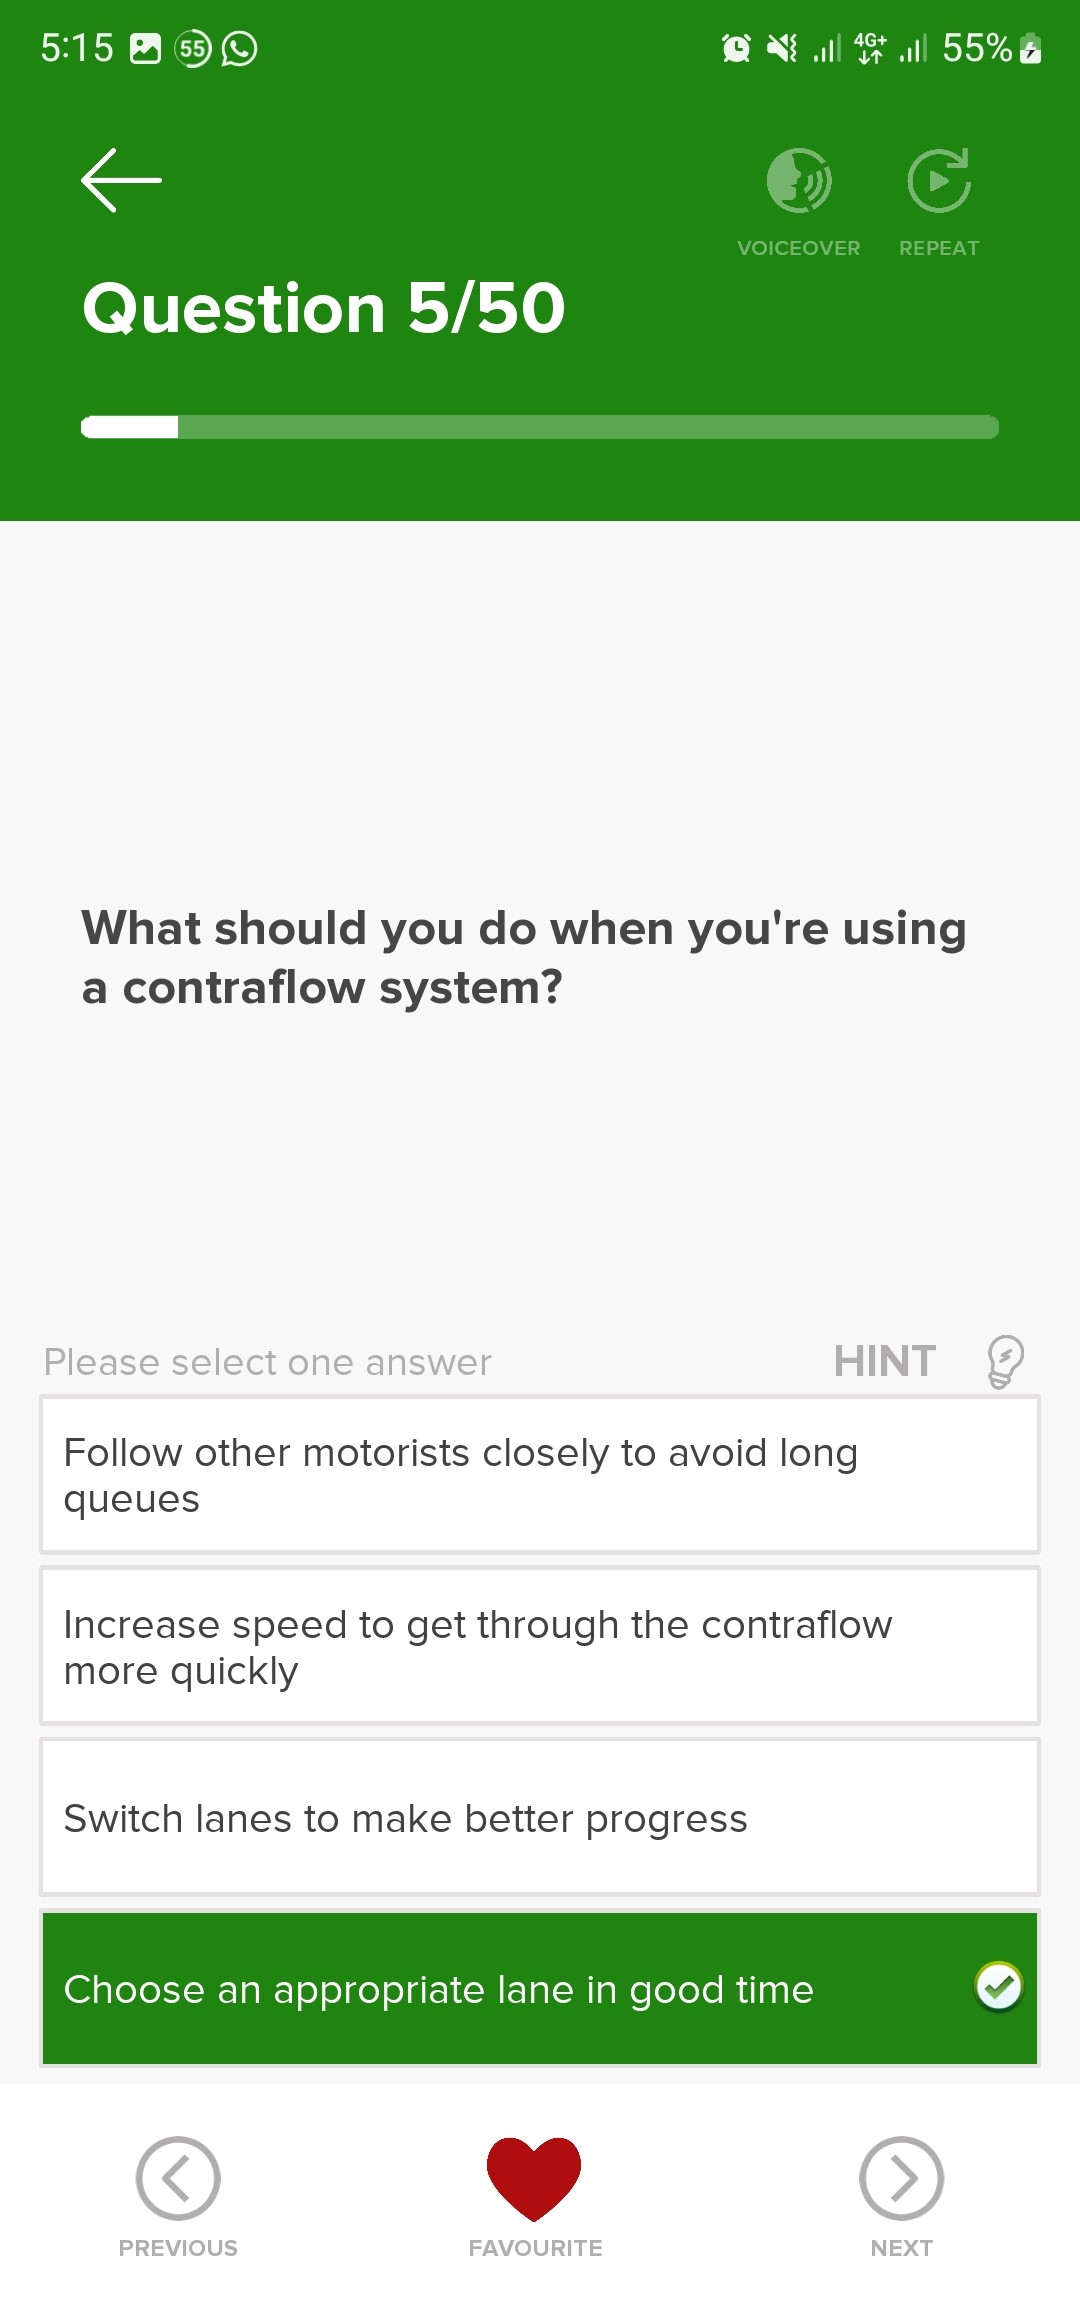 5:15 55 4G+ 55%
VOICEOVER REPEAT
Question 5/50
What should you do when you're using
a contraflow system?
Please select one answer HINT
Follow other motorists closely to avoid long
queues
Increase speed to get through the contraflow
more quickly
Switch lanes to make better progress
Choose an appropriate lane in good time
PREVIOUS FAVOURITE NEXT